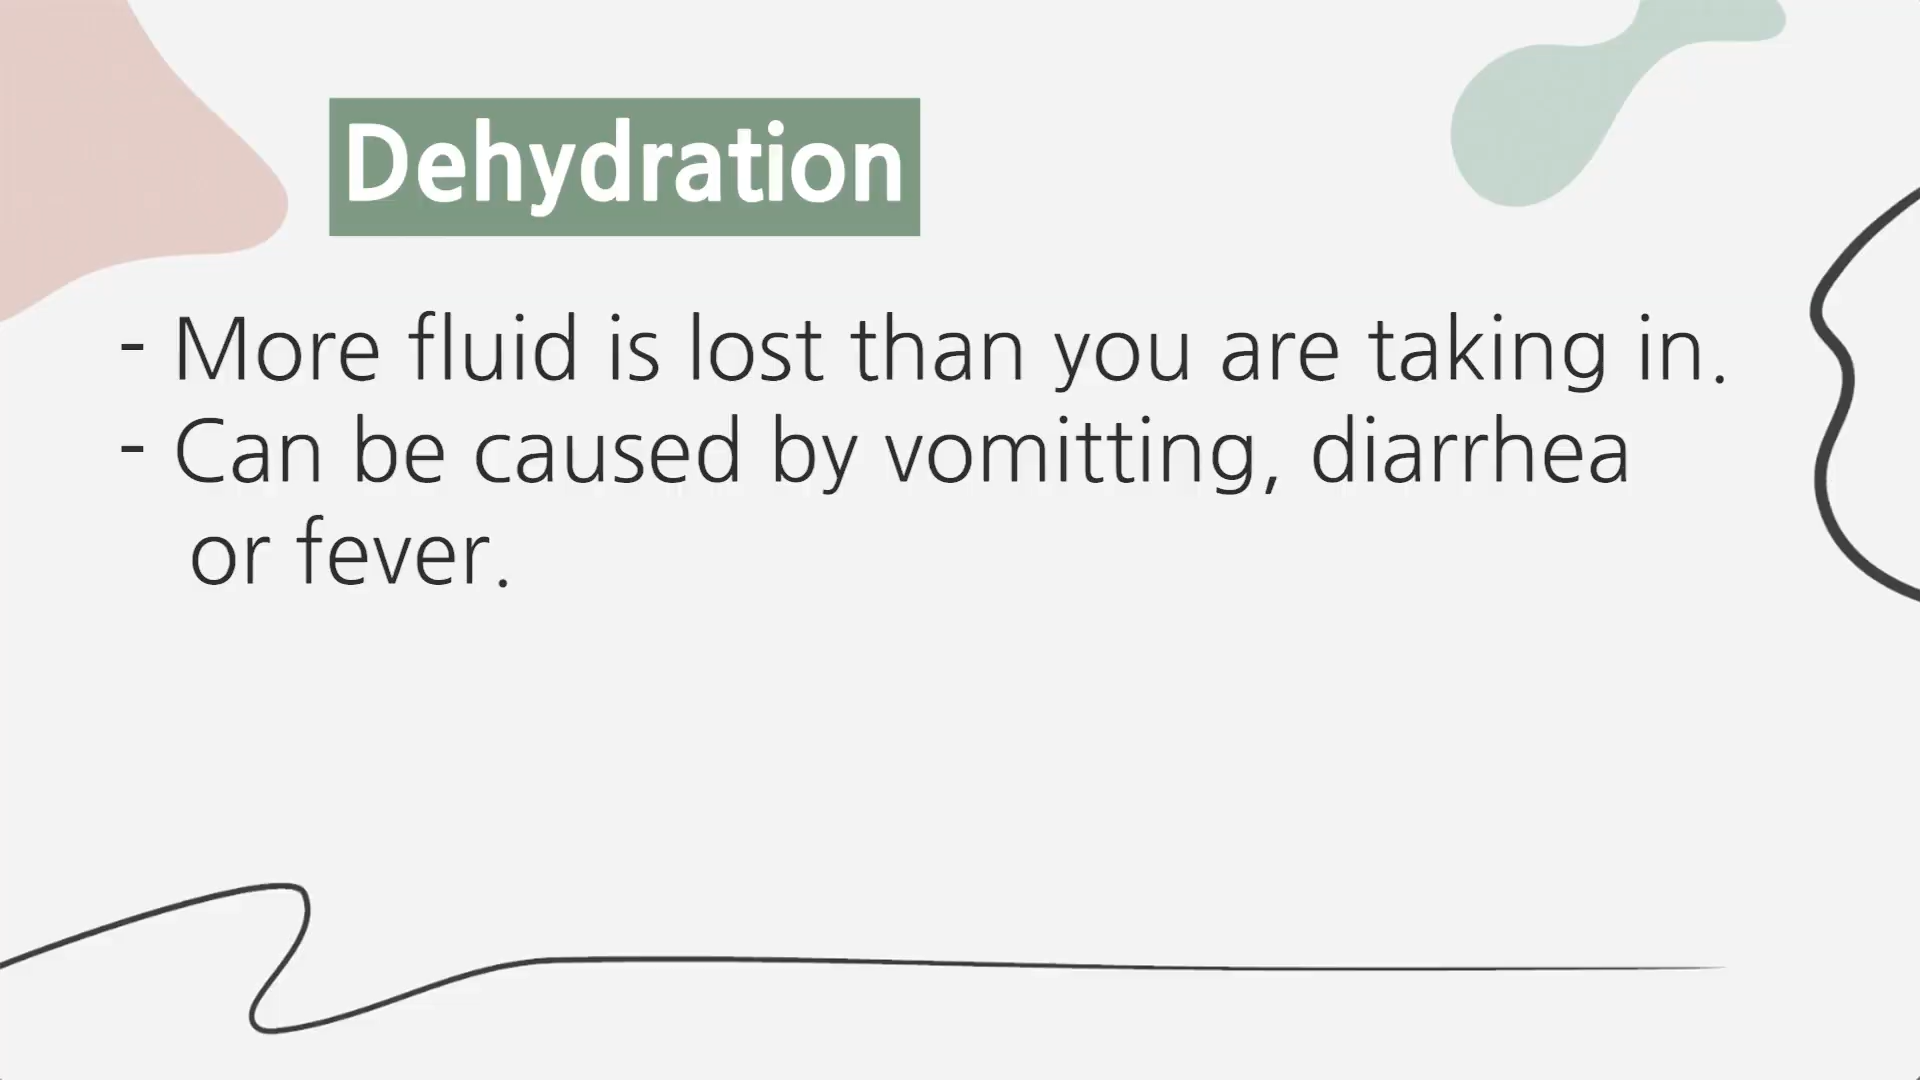 Dehydration
- More fluid is lost than you are taking in.
- Can be caused by vomitting, diarrhea
or fever.